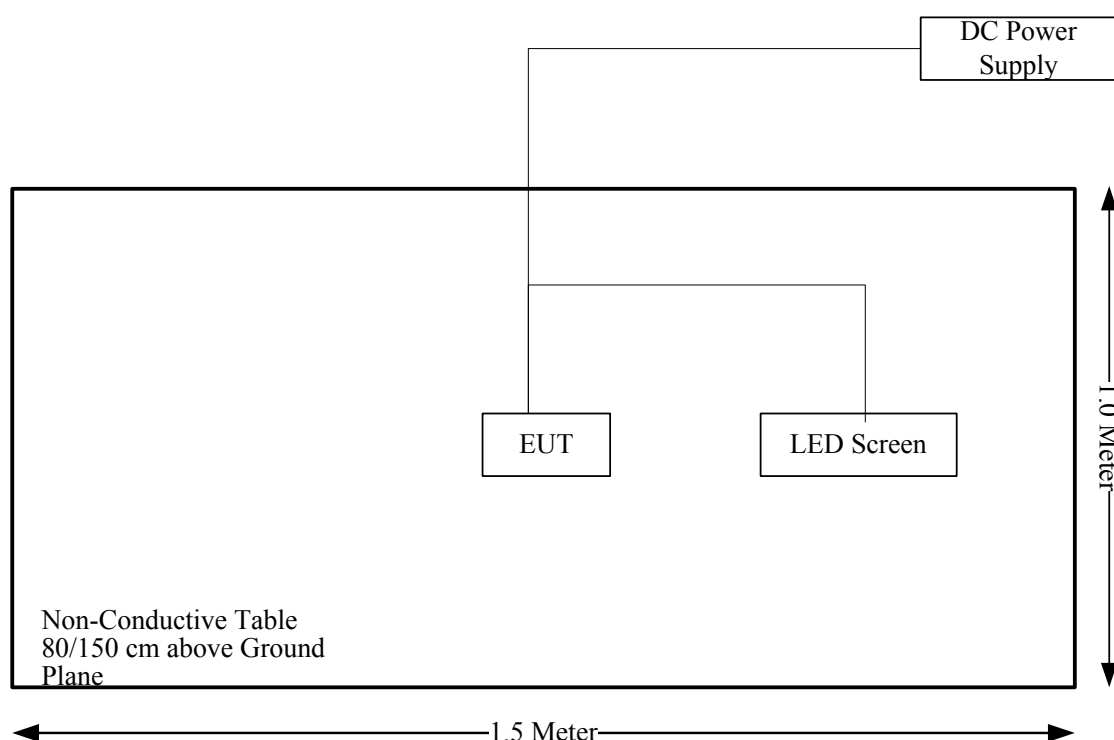 DC Power
Supply
EUT
LED Screen
1.0 Meter
Non-Conductive Table
80/150 cm above Ground
Plane
1.5 Meter